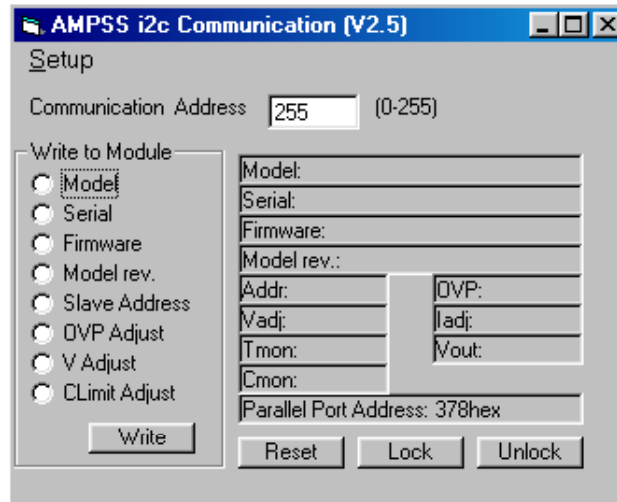 AMPSS i2c Communication (V2.5)
Setup
Communication Address 255 (0-255)
Write to Module
Model
Serial
Firmware
Model rev.
Slave Address
OVP Adjust
V Adjust
CLimit Adjust
Write
Model:
Serial:
Firmware:
Model rev.:
Addr: OVP:
Vadj: Iadj:
Tmon: Vout:
Cmon:
Parallel Port Address: 378hex
Reset Lock Unlock